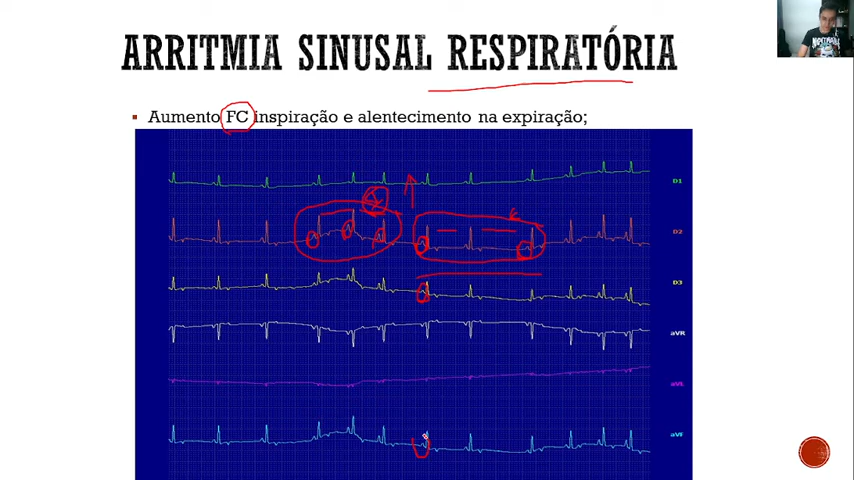 ARRITMIA SINUSAL RESPIRATÓRIA
Aumento FC inspiração e alentecimento na expiração;
D1
D2
D3
aVR
aVL
aVF